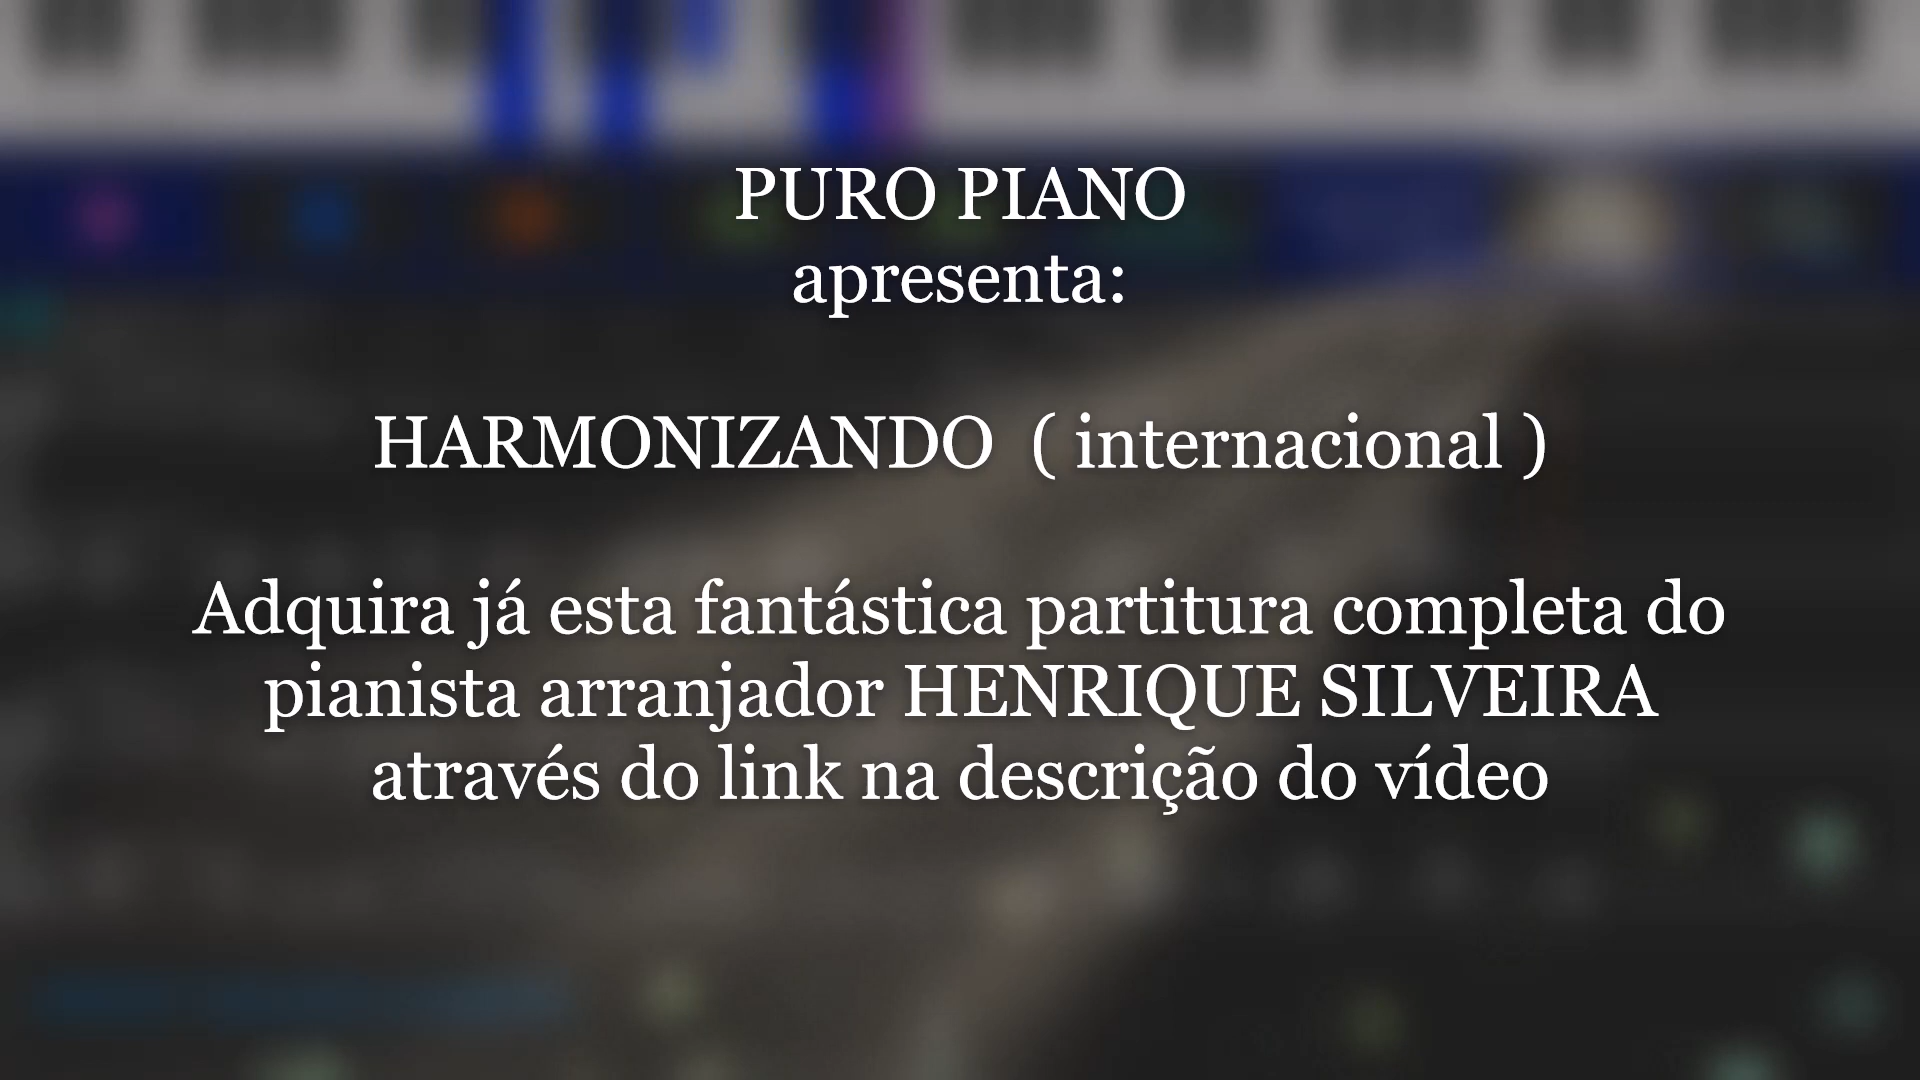 PURO PIANO
apresenta:
HARMONIZANDO  ( internacional )
Adquira já esta fantástica partitura completa do
pianista arranjador HENRIQUE SILVEIRA
através do link na descrição do vídeo